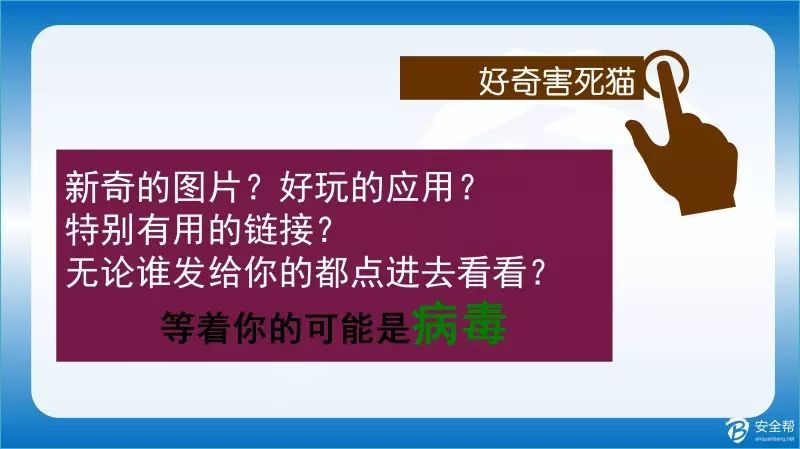 好奇害死猫
新奇的图片？好玩的应用？
特别有用的链接？
无论谁发给你的都点进去看看？
等着你的可能是病毒
安全帮
anquanbang.net